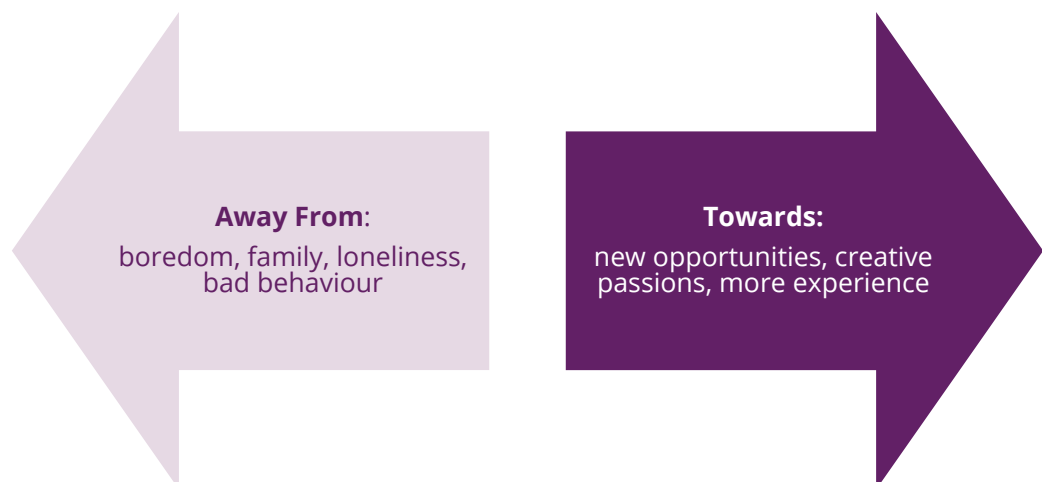 Away From:
boredom, family, loneliness,
bad behaviour
Towards:
new opportunities, creative
passions, more experience